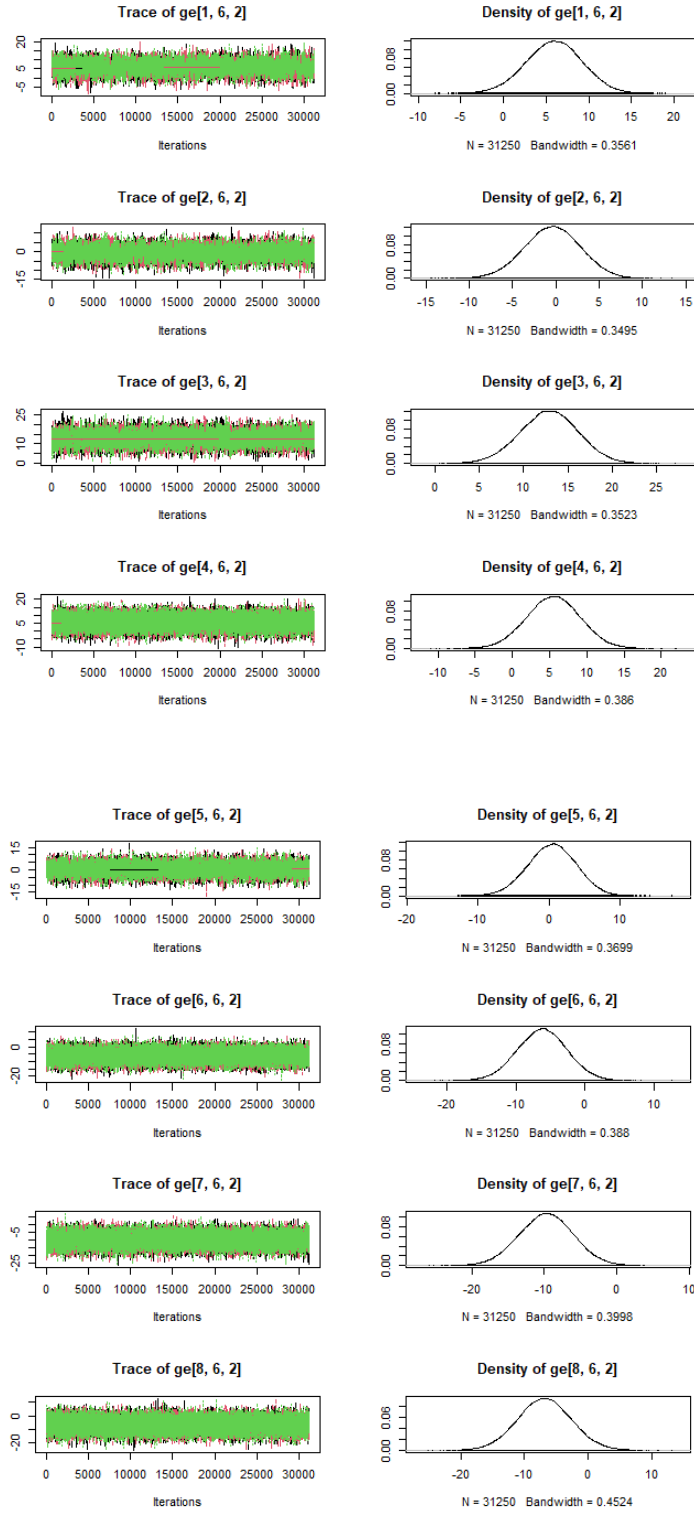 Trace of ge[1, 6, 2]
Density of ge[1, 6, 2]
-5 5 20
0 5000 10000 15000 20000 25000 30000
Iterations
0.00 0.08
-10 -5 0 5 10 15 20
N = 31250 Bandwidth = 0.3561
Trace of ge[2, 6, 2]
Density of ge[2, 6, 2]
-15 0
0 5000 10000 15000 20000 25000 30000
Iterations
0.00 0.08
-15 -10 -5 0 5 10 15
N = 31250 Bandwidth = 0.3495
Trace of ge[3, 6, 2]
Density of ge[3, 6, 2]
0 10 25
0 5000 10000 15000 20000 25000 30000
Iterations
0.00 0.08
0 5 10 15 20 25
N = 31250 Bandwidth = 0.3523
Trace of ge[4, 6, 2]
Density of ge[4, 6, 2]
-10 5 20
0 5000 10000 15000 20000 25000 30000
Iterations
0.00 0.08
-10 -5 0 5 10 15 20
N = 31250 Bandwidth = 0.386
Trace of ge[5, 6, 2]
Density of ge[5, 6, 2]
-15 0 15
0 5000 10000 15000 20000 25000 30000
Iterations
0.00 0.08
-20 -10 0 10
N = 31250 Bandwidth = 0.3699
Trace of ge[6, 6, 2]
Density of ge[6, 6, 2]
-20 0
0 5000 10000 15000 20000 25000 30000
Iterations
0.00 0.08
-20 -10 0 10
N = 31250 Bandwidth = 0.388
Trace of ge[7, 6, 2]
Density of ge[7, 6, 2]
-25 -5
0 5000 10000 15000 20000 25000 30000
Iterations
0.00 0.08
-20 -10 0 10
N = 31250 Bandwidth = 0.3998
Trace of ge[8, 6, 2]
Density of ge[8, 6, 2]
-20 0
0 5000 10000 15000 20000 25000 30000
Iterations
0.00 0.06
-20 -10 0 10
N = 31250 Bandwidth = 0.4524